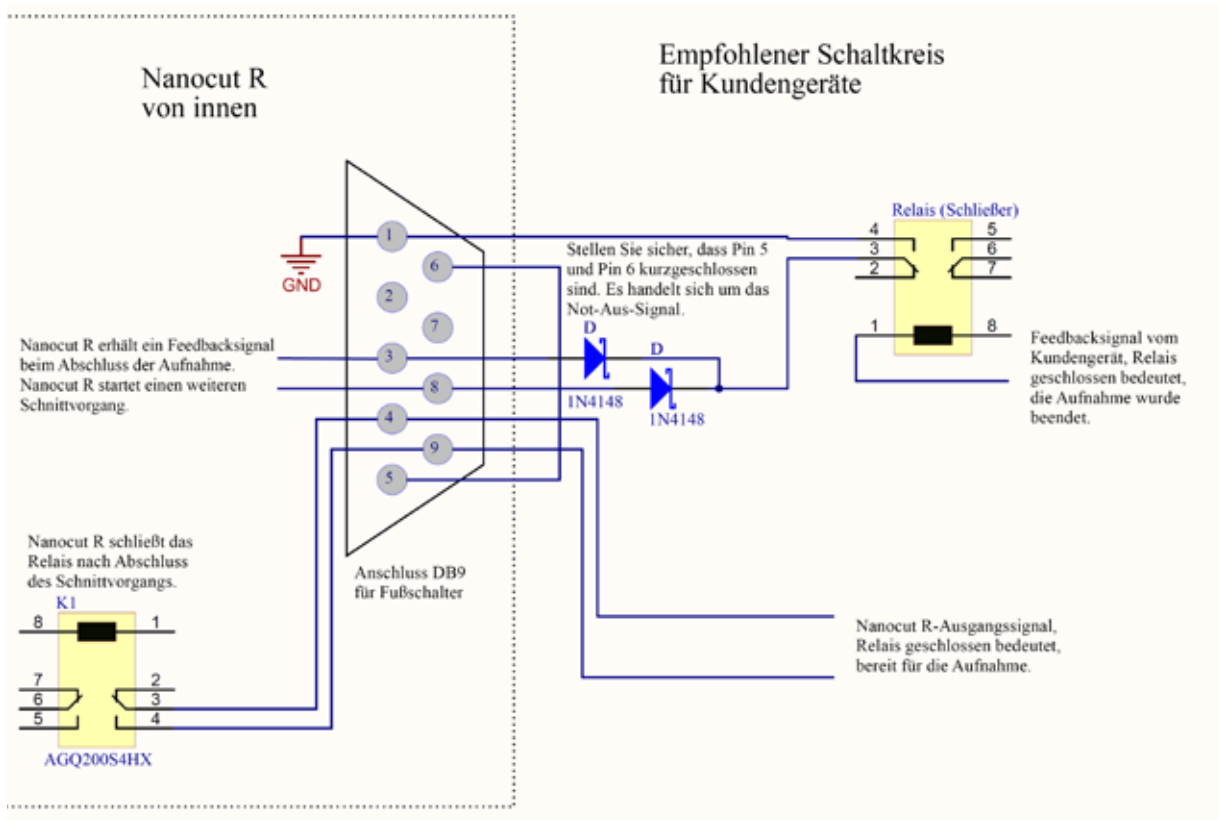 Nanocut R
von innen
Empfohlener Schaltkreis
für Kundengeräte
Relais (Schließer)
4
5
3
6
2
7
1
8
1
6
2
7
3
8
4
9
5
GND
Stellen Sie sicher, dass Pin 5
und Pin 6 kurzgeschlossen
sind. Es handelt sich um das
Not-Aus-Signal.
D
D
1N4148
1N4148
Nanocut R erhält ein Feedbacksignal
beim Abschluss der Aufnahme.
Nanocut R startet einen weiteren
Schnittvorgang.
Feedbacksignal vom
Kundengerät, Relais
geschlossen bedeutet,
die Aufnahme wurde
beendet.
Nanocut R schließt das
Relais nach Abschluss
des Schnittvorgangs.
K1
8
1
7
2
6
3
5
4
AGQ200S4HX
Anschluss DB9
für Fußschalter
Nanocut R-Ausgangssignal,
Relais geschlossen bedeutet,
bereit für die Aufnahme.